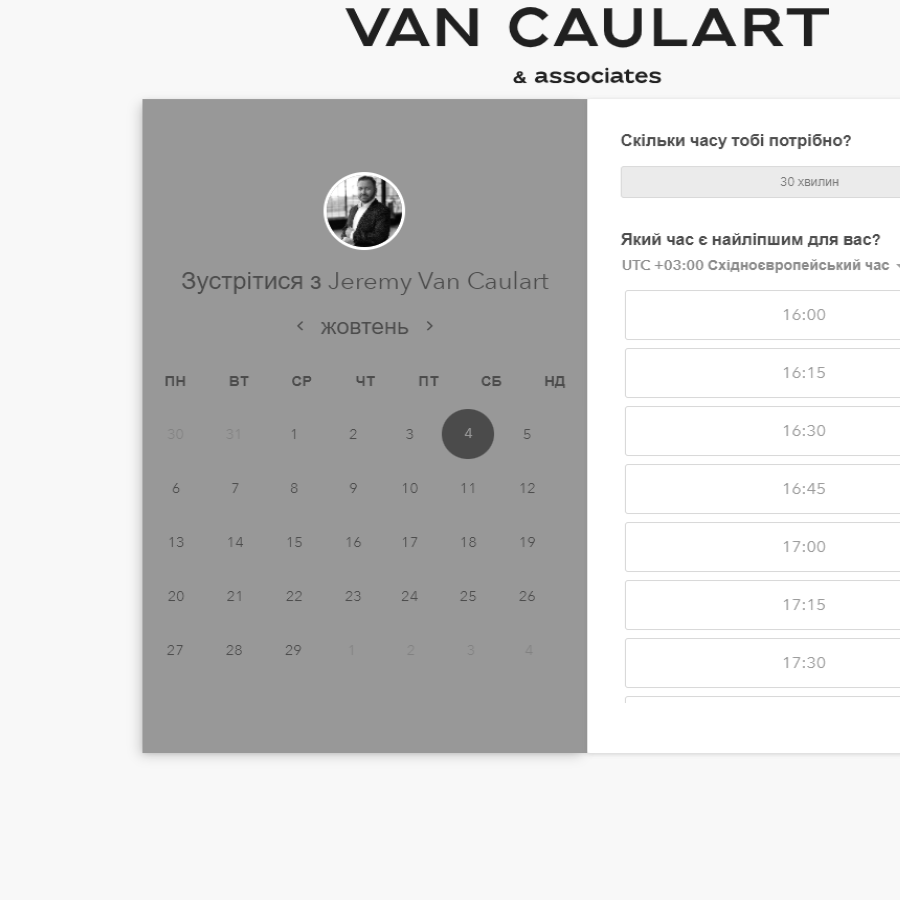 VAN CAULART
& associates
Зустрітися з Jeremy Van Caulart
жовтень
ПН ВТ СР ЧТ ПТ СБ НД
30 31 1 2 3 4 5
6 7 8 9 10 11 12
13 14 15 16 17 18 19
20 21 22 23 24 25 26
27 28 29 1 2 3 4
Скільки часу тобі потрібно?
30 хвилин
Який час є найліпшим для вас?
UTC +03:00 Східноєвропейський час
16:00
16:15
16:30
16:45
17:00
17:15
17:30